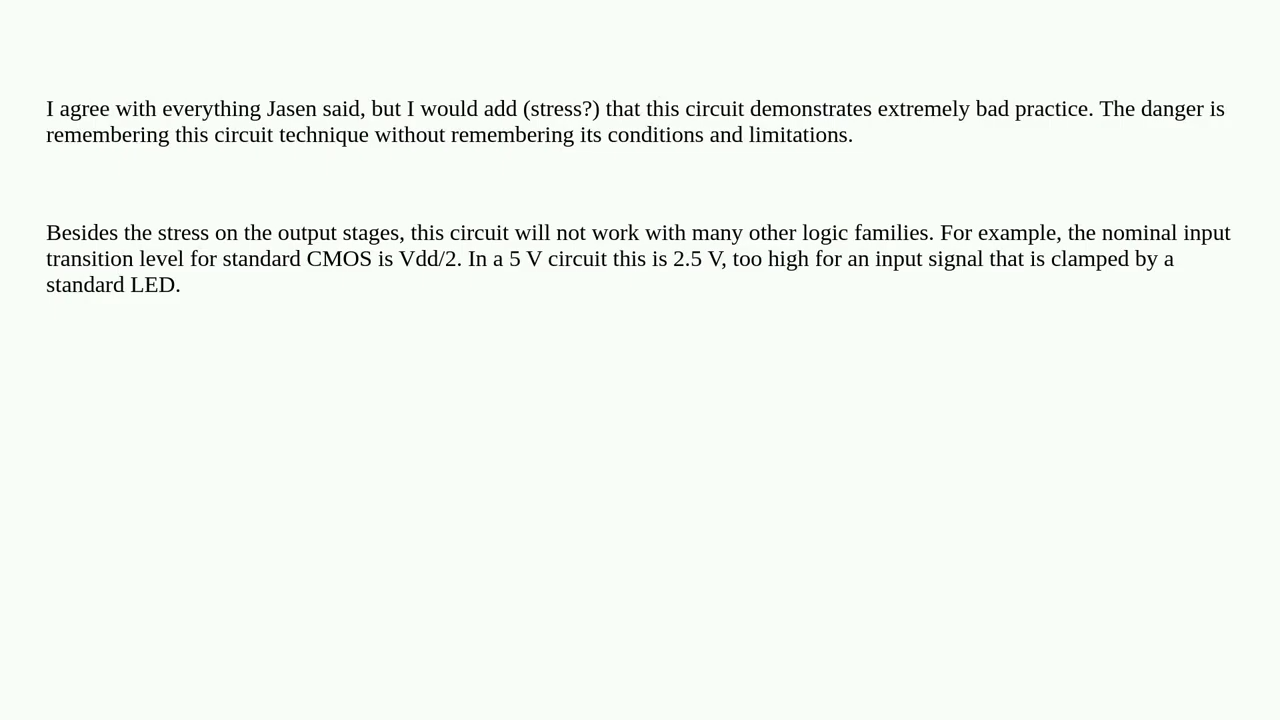 I agree with everything Jasen said, but I would add (stress?) that this circuit demonstrates extremely bad practice. The danger is
remembering this circuit technique without remembering its conditions and limitations.
Besides the stress on the output stages, this circuit will not work with many other logic families. For example, the nominal input
transition level for standard CMOS is Vdd/2. In a 5 V circuit this is 2.5 V, too high for an input signal that is clamped by a
standard LED.